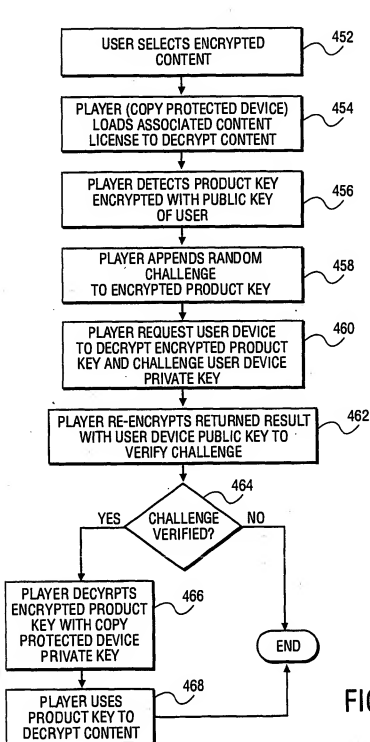 USER SELECTS ENCRYPTED
CONTENT
452
PLAYER (COPY PROTECTED DEVICE)
LOADS ASSOCIATED CONTENT
LICENSE TO DECRYPT CONTENT
454
PLAYER DETECTS PRODUCT KEY
ENCRYPTED WITH PUBLIC KEY
OF USER
456
PLAYER APPENDS RANDOM
CHALLENGE
TO ENCRYPTED PRODUCT KEY
458
PLAYER REQUEST USER DEVICE
TO DECRYPT ENCRYPTED PRODUCT
KEY AND CHALLENGE USER DEVICE
PRIVATE KEY
460
PLAYER RE-ENCRYPTS RETURNED RESULT
WITH USER DEVICE PUBLIC KEY TO
VERIFY CHALLENGE
462
464
YES
CHALLENGE
VERIFIED?
NO
PLAYER DECYRPTS
ENCRYPTED PRODUCT
KEY WITH COPY
PROTECTED DEVICE
PRIVATE KEY
466
END
PLAYER USES
PRODUCT KEY TO
DECRYPT CONTENT
468
FIG